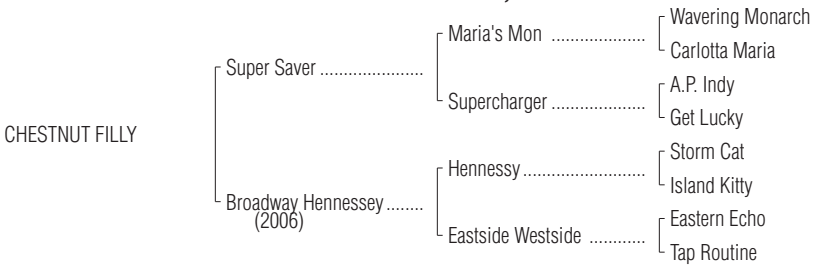 Wavering Monarch
Maria's Mon ....................
Carlotta Maria
Super Saver ......................
A.P. Indy
Supercharger ....................
Get Lucky
CHESTNUT FILLY
Storm Cat
Hennessy ..........................
Island Kitty
Broadway Hennessey ........
(2006)
Eastern Echo
Eastside Westside ............
Tap Routine